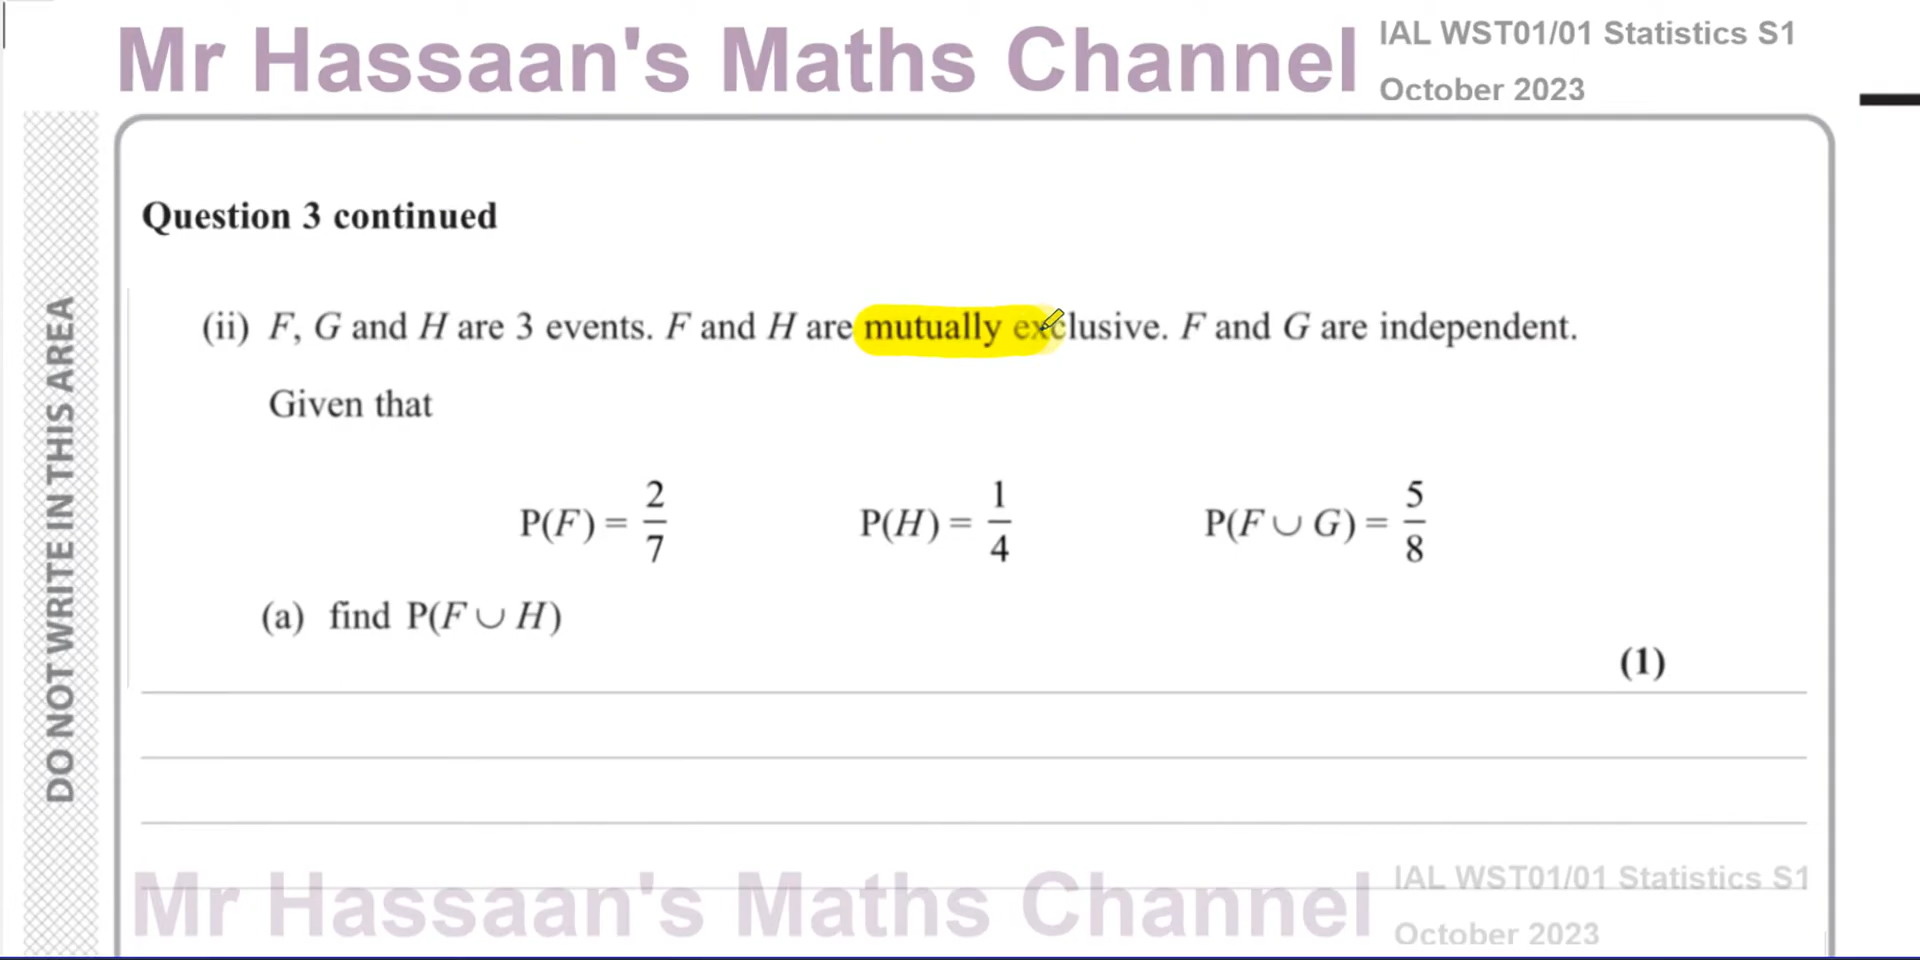 Mr Hassaan's Maths Channel
IAL WST01/01 Statistics S1
October 2023
DO NOT WRITE IN THIS AREA
Question 3 continued
(ii) F, G and H are 3 events. F and H are mutually exclusive. F and G are independent.
Given that
P(F) = 2/7 P(H) = 1/4 P(F ∪ G) = 5/8
(a) find P(F ∪ H)
(1)
Mr Hassaan's Maths Channel
IAL WST01/01 Statistics S1
October 2023